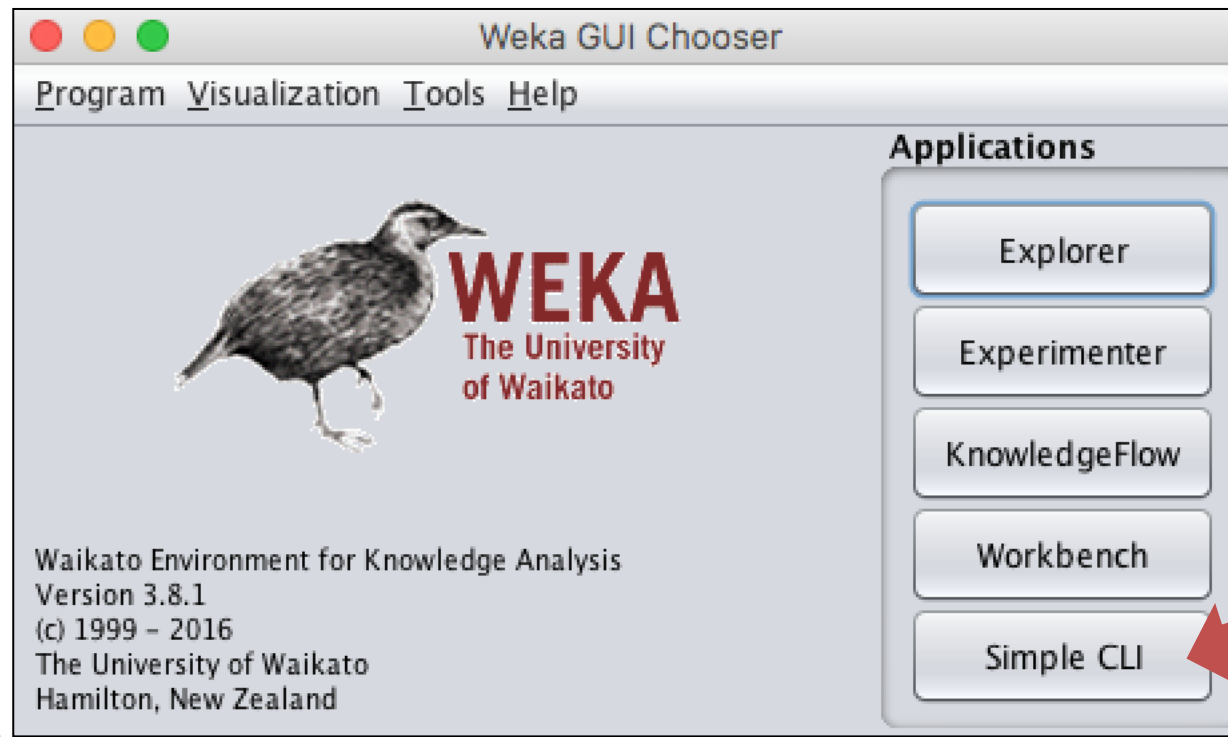 Weka GUI Chooser
Program Visualization Tools Help
Applications
Explorer
Experimenter
KnowledgeFlow
Workbench
Simple CLI
WEKA
The University
of Waikato
Waikato Environment for Knowledge Analysis
Version 3.8.1
(c) 1999 – 2016
The University of Waikato
Hamilton, New Zealand